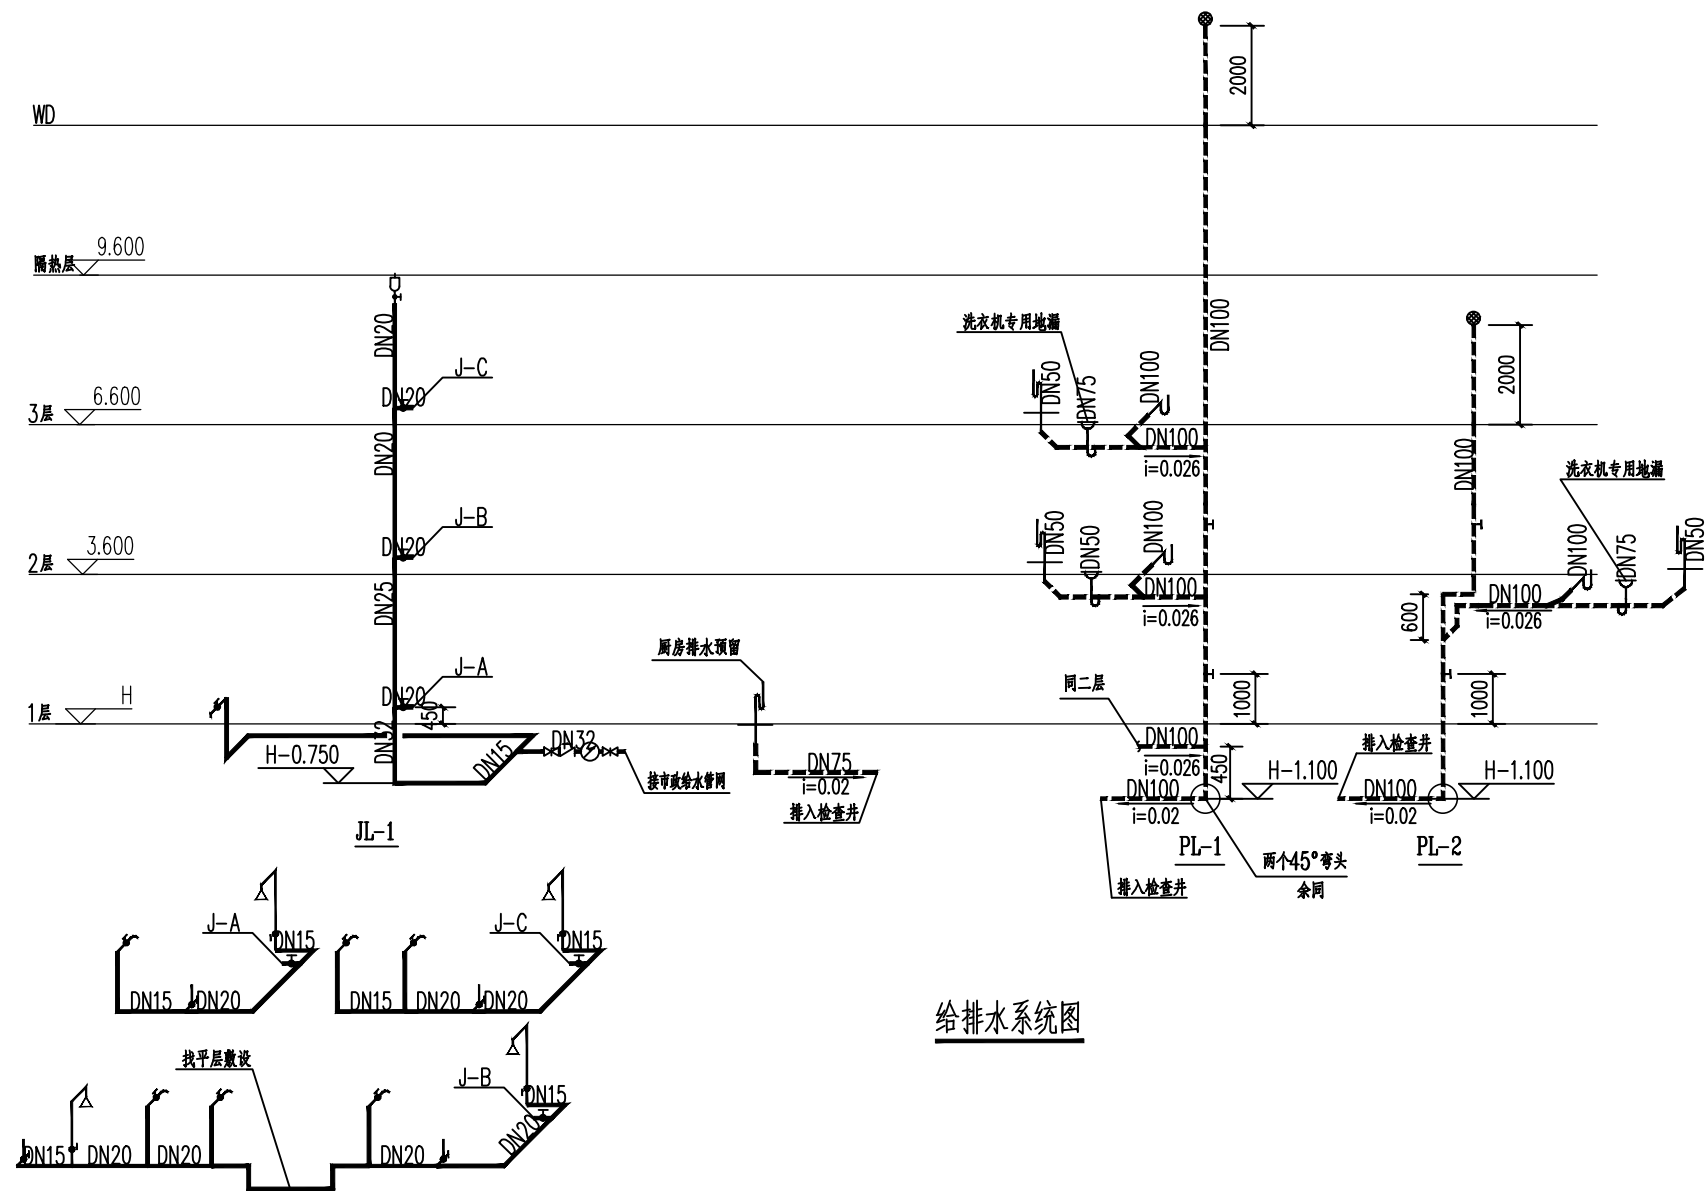 2000
WD
9.600
隔热层
DN20
DN100
洗衣机专用地漏
J-C
DN20
DN50
DN75
DN100
2000
6.600
3层
DN20
DN100
i=0.026
DN100
洗衣机专用地漏
J-B
DN20
DN50
DN50
DN100
3.600
2层
DN25
DN100
i=0.026
DN100
DN75
DN50
DN100
i=0.026
600
厨房排水预留
J-A
DN20
450
同二层
1000
1000
H
1层
DN32
DN15
DN32
H-0.750
接市政给水管网
DN75
i=0.02
排入检查井
DN100
i=0.026
450
H-1.100
排入检查井
H-1.100
DN100
i=0.02
DN100
i=0.02
JL-1
PL-1
PL-2
两个45°弯头
余同
排入检查井
J-A
DN15
DN15
DN20
J-C
DN15
DN15
DN20
DN20
给排水系统图
找平层敷设
J-B
DN15
DN20
DN15
DN20
DN20
DN20